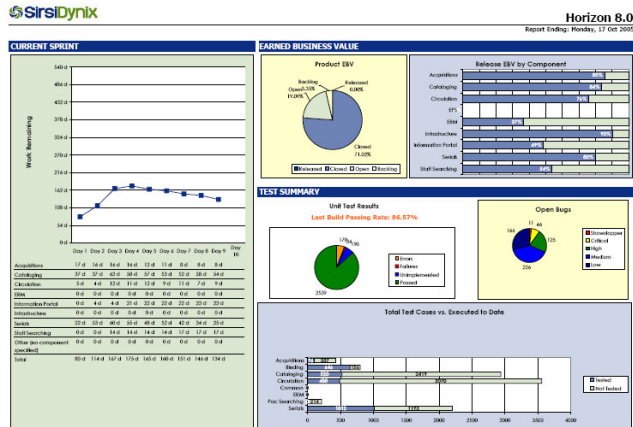 SirsiDynix
Horizon 8.0
Report Ending: Monday, 17 Oct 2005
CURRENT SPRINT
EARNED BUSINESS VALUE
Product EBV
Backlog
Released
0.00%
Open
19.08%
Closed
Released Closed Open Backlog
Release EBV by Component
Acquisitions
Cataloging
Circulation
EPS
ERM
Infrastructure
Information Portal
Serials
Staff Searching
TEST SUMMARY
Unit Test Results
Last Build Passing Rate: 86.57%
2539
Errors
Failures
Unimplemented
Passed
Open Bugs
11 46
164
125
226
Showstopper
Critical
High
Medium
Low
Work Remaining
540 d
486 d
432 d
378 d
324 d
270 d
216 d
162 d
108 d
54 d
0 d
Day 1 Day 2 Day 3 Day 4 Day 5 Day 6 Day 7 Day 8 Day 9 Day 10
Acquisitions 17 d 16 d 16 d 16 d 12 d 11 d 8 d 8 d 8 d
Cataloging 37 d 37 d 62 d 58 d 57 d 53 d 52 d 58 d 54 d
Circulation 5 d 4 d 12 d 11 d 12 d 9 d 11 d 7 d 9 d
ERM 0 d 0 d 0 d 0 d 0 d 0 d 0 d 0 d 0 d
Information Portal 0 d 4 d 4 d 21 d 22 d 22 d 22 d 22 d 22 d
Infrastructure 0 d 0 d 0 d 0 d 0 d 0 d 0 d 0 d 0 d
Serials 22 d 53 d 60 d 55 d 48 d 52 d 42 d 34 d 25 d
Staff Searching 0 d 0 d 14 d 14 d 14 d 14 d 17 d 17 d 17 d
Other (no component specified) 0 d 0 d 0 d 0 d 0 d 0 d 0 d 0 d 0 d
Total 80 d 114 d 167 d 175 d 165 d 160 d 151 d 146 d 134 d
Total Test Cases vs. Executed to Date
Acquisitions
Binding
Cataloging 2419
Circulation 3070
Common
ERM
Pac Searching
Serials
Tested
Not Tested
0 500 1000 1500 2000 2500 3000 3500 4000